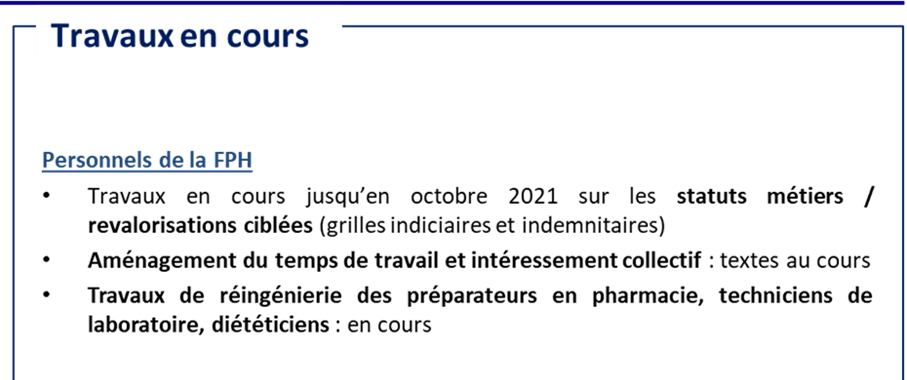 Travaux en cours
Personnels de la FPH
• Travaux en cours jusqu’en octobre 2021 sur les statuts métiers /
revalorisations ciblées (grilles indiciaires et indemnitaires)
• Aménagement du temps de travail et intéressement collectif : textes au cours
• Travaux de réingénierie des préparateurs en pharmacie, techniciens de
laboratoire, diététiciens : en cours